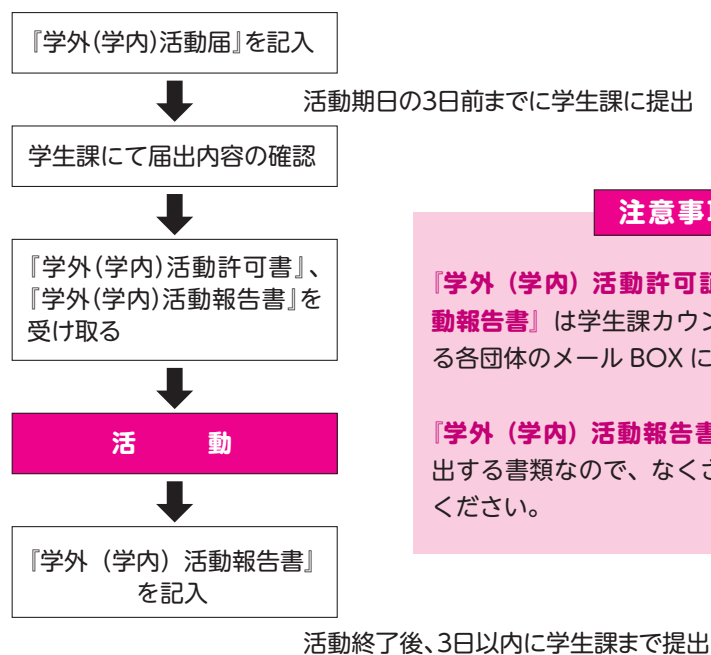 『学外(学内)活動届』を記入
活動期日の3日前までに学生課に提出
学生課にて届出内容の確認
『学外(学内)活動許可書』、
『学外(学内)活動報告書』を
受け取る
活 動
『学外（学内）活動報告書』
を記入
活動終了後、3日以内に学生課まで提出
注意事
『学外（学内）活動許可
動報告書』は学生課カウン
る各団体のメール BOX に
『学外（学内）活動報告書
出する書類なので、なくさ
ください。